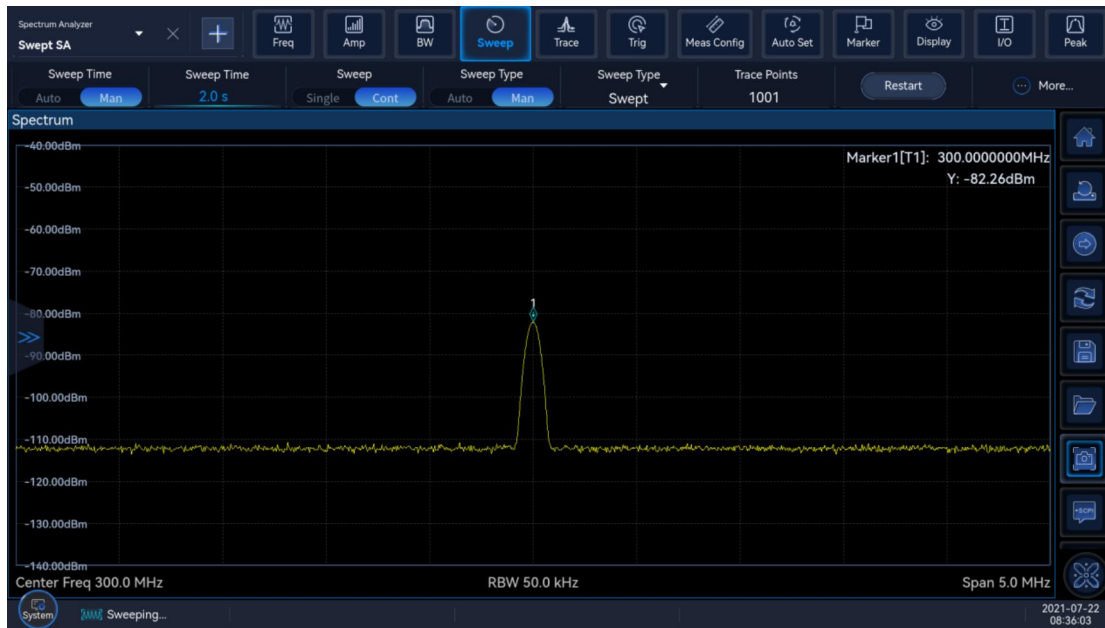 Spectrum Analyzer
Swept SA
Freq
Amp
BW
Sweep
Trace
Trig
Meas Config
Auto Set
Marker
Display
I/O
Peak
Sweep Time
Auto Man
Sweep Time
2.0 s
Sweep
Single Cont
Sweep Type
Auto Man
Sweep Type
Swept
Trace Points
1001
Restart
More...
Spectrum
-40.00dBm
Marker1[T1]: 300.0000000MHz
Y: -82.26dBm
-50.00dBm
-60.00dBm
-70.00dBm
1
-80.00dBm
-90.00dBm
-100.00dBm
-110.00dBm
-120.00dBm
+SCPI
-130.00dBm
-140.00dBm
Center Freq 300.0 MHz
RBW 50.0 kHz
Span 5.0 MHz
System
Sweeping...
2021-07-22
08:36:03